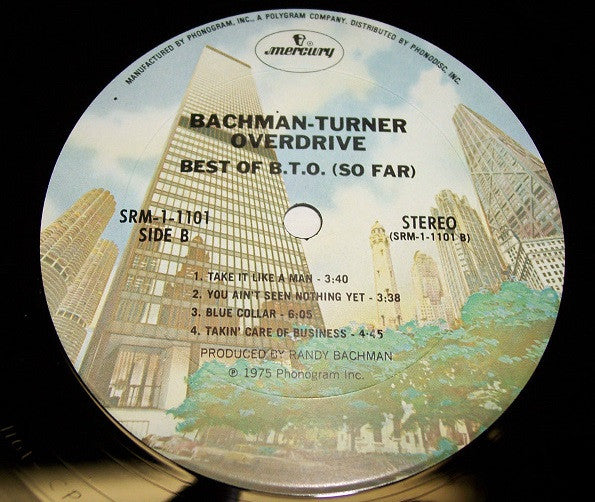 MANUFACTURED BY PHONOGRAM, INC., A POLYGRAM COMPANY. DISTRIBUTED BY PHONODISC, INC.
mercury ®
BACHMAN-TURNER
OVERDRIVE
BEST OF B.T.O. (SO FAR)
SRM-1-1101
SIDE B
STEREO
(SRM-1-1101 B)
1. TAKE IT LIKE A MAN - 3:40
2. YOU AIN'T SEEN NOTHING YET - 3:38
3. BLUE COLLAR - 6:05
4. TAKIN' CARE OF BUSINESS - 4:45
PRODUCED BY RANDY BACHMAN
℗ 1975 Phonogram Inc.